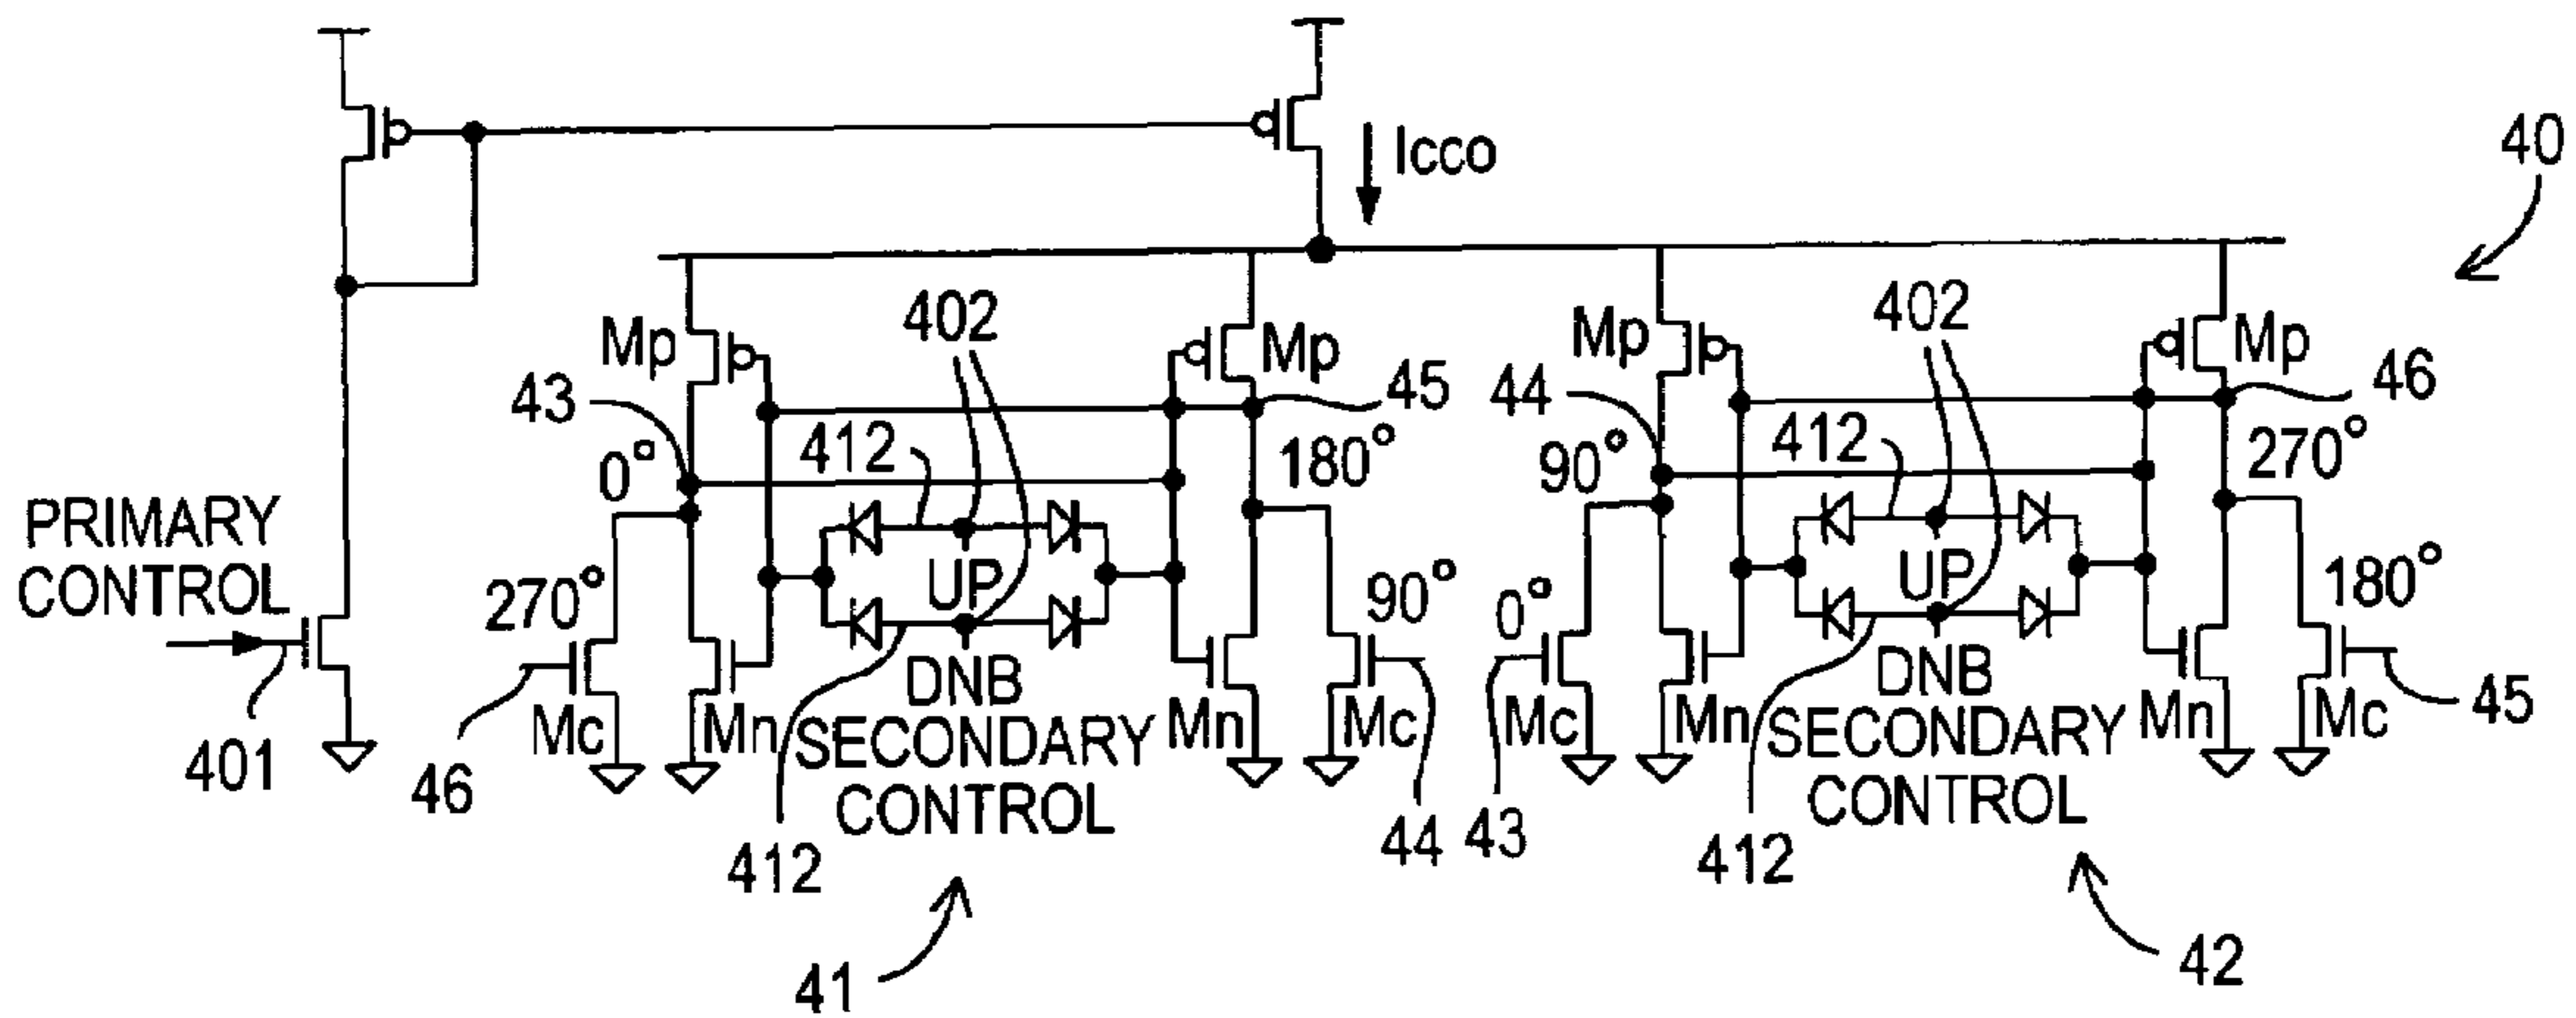 Icco
40
Mp
402
Mp
Mp
402
Mp
43
412
45
44
412
46
0°
180°
90°
270°
PRIMARY
CONTROL
270°
UP
90°
0°
UP
180°
401
46
Mc
Mn
DNB
SECONDARY
CONTROL
Mn
Mc
44
43
Mc
Mn
DNB
SECONDARY
CONTROL
Mn
Mc
45
412
412
41
42